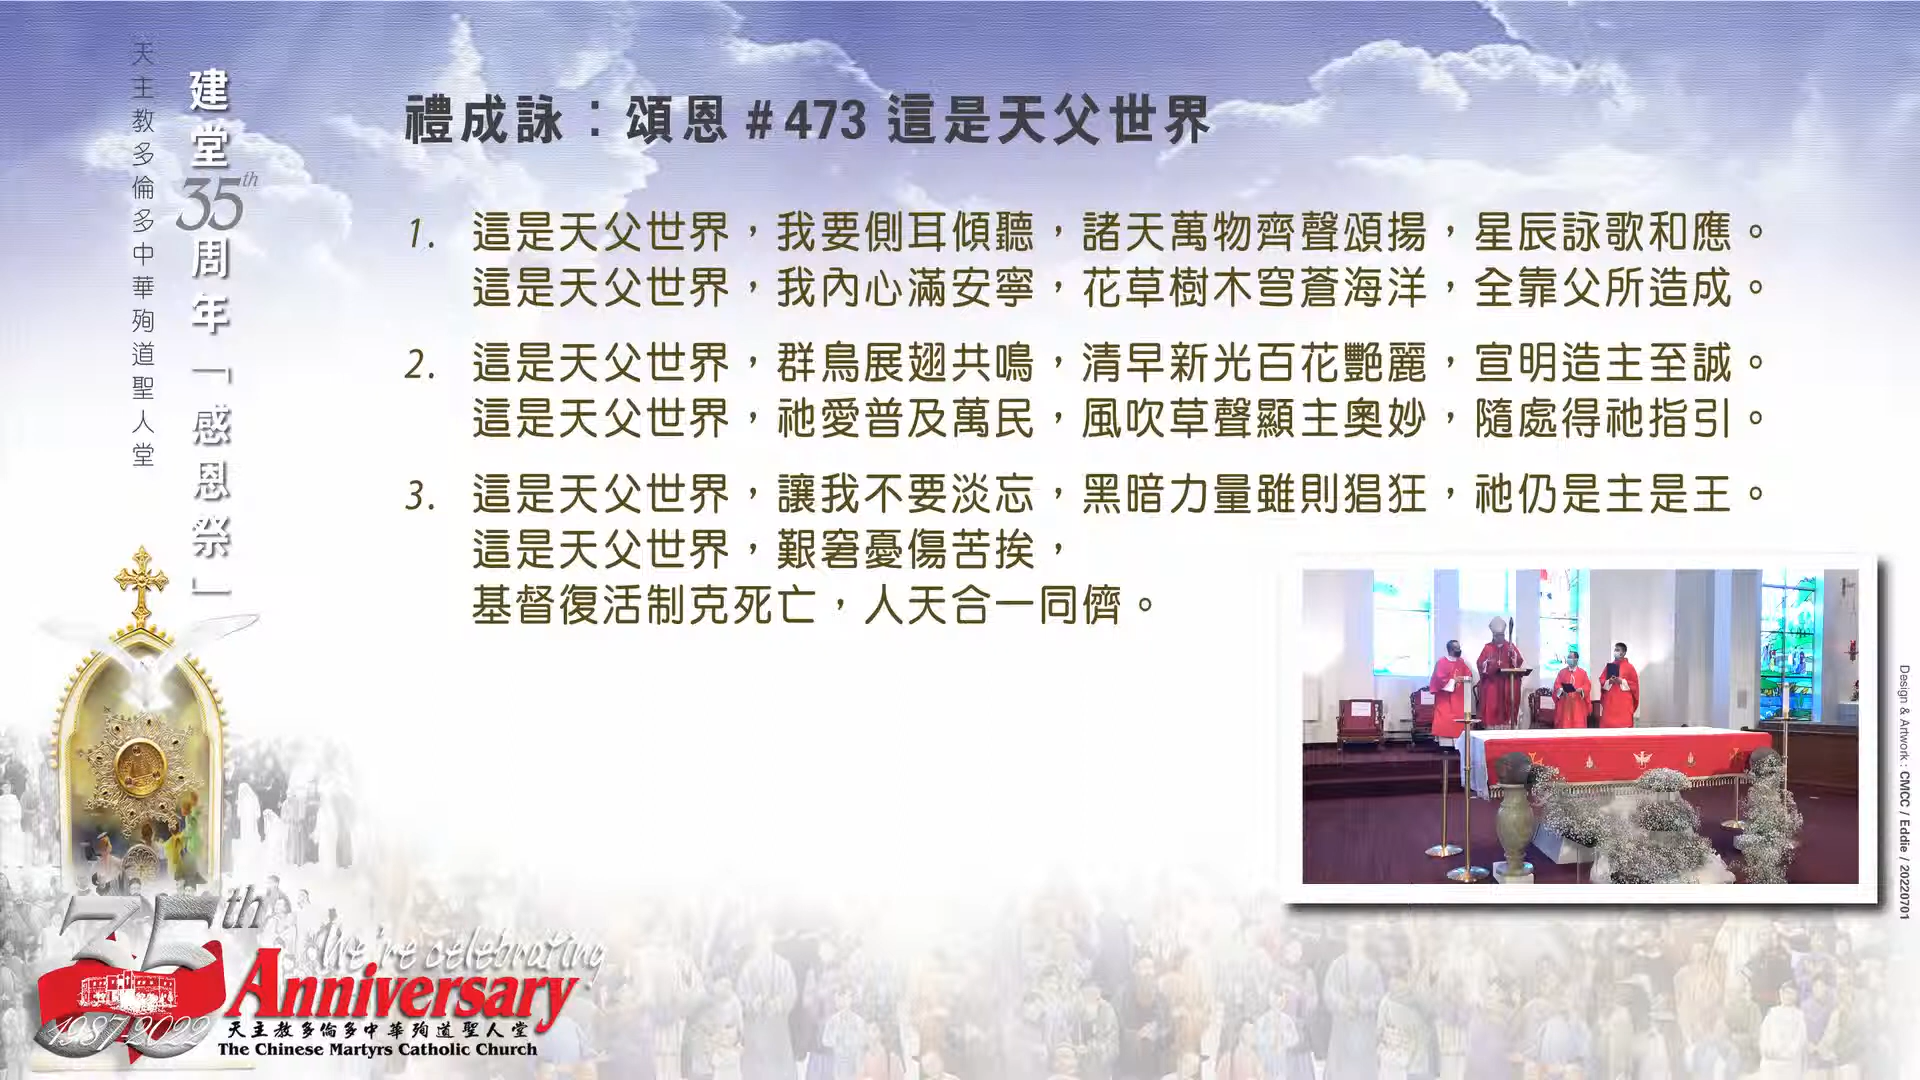 天主教多倫多中華殉道聖人堂
建堂35th周年「感恩祭」
禮成詠：頌恩 #473 這是天父世界
1. 這是天父世界，我要側耳傾聽，諸天萬物齊聲頌揚，星辰詠歌和應。
這是天父世界，我內心滿安寧，花草樹木穹蒼海洋，全靠父所造成。
2. 這是天父世界，群鳥展翅共鳴，清早新光百花艷麗，宣明造主至誠。
這是天父世界，祂愛普及萬民，風吹草聲顯主奧妙，隨處得祂指引。
3. 這是天父世界，讓我不要淡忘，黑暗力量雖則猖狂，祂仍是主是王。
這是天父世界，艱窘憂傷苦挨，
基督復活制克死亡，人天合一同儕。
35th
We're celebrating
Anniversary
1987-2022
天主教多倫多中華殉道聖人堂
The Chinese Martyrs Catholic Church
Design & Artwork : CMCC / Eddie / 20220701